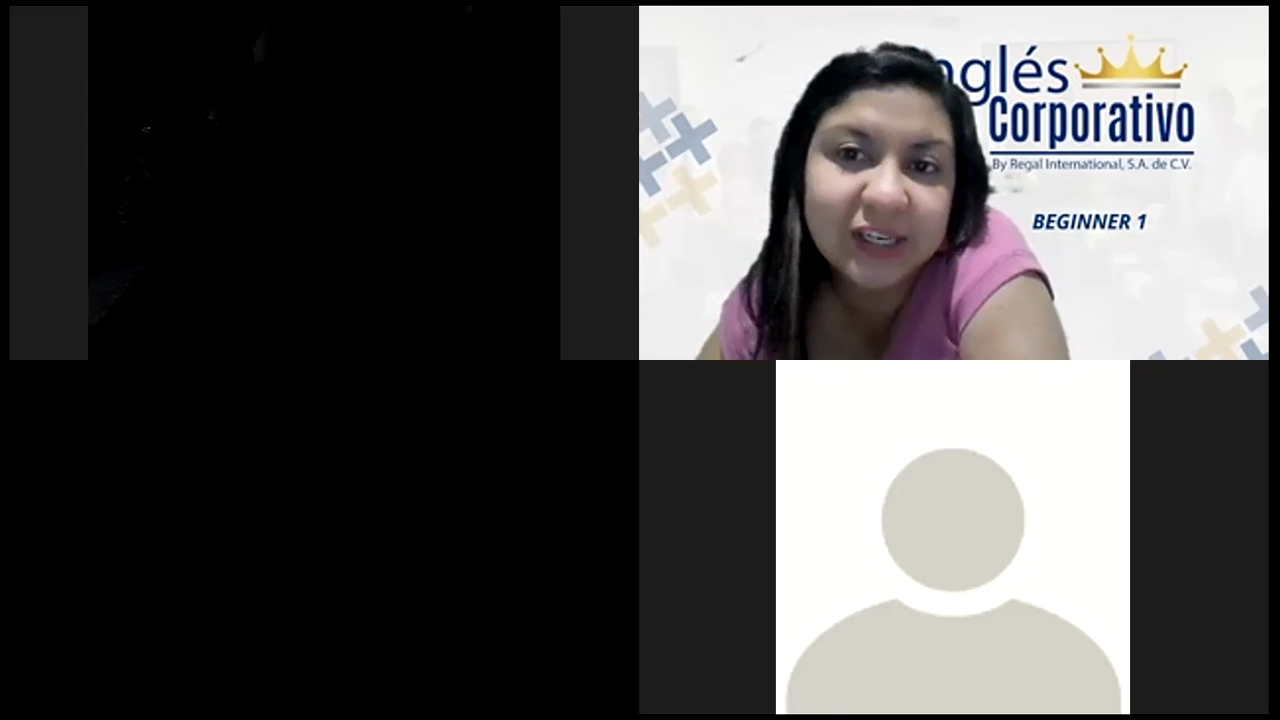 nglés
Corporativo
By Regal International, S.A. de C.V.
BEGINNER 1